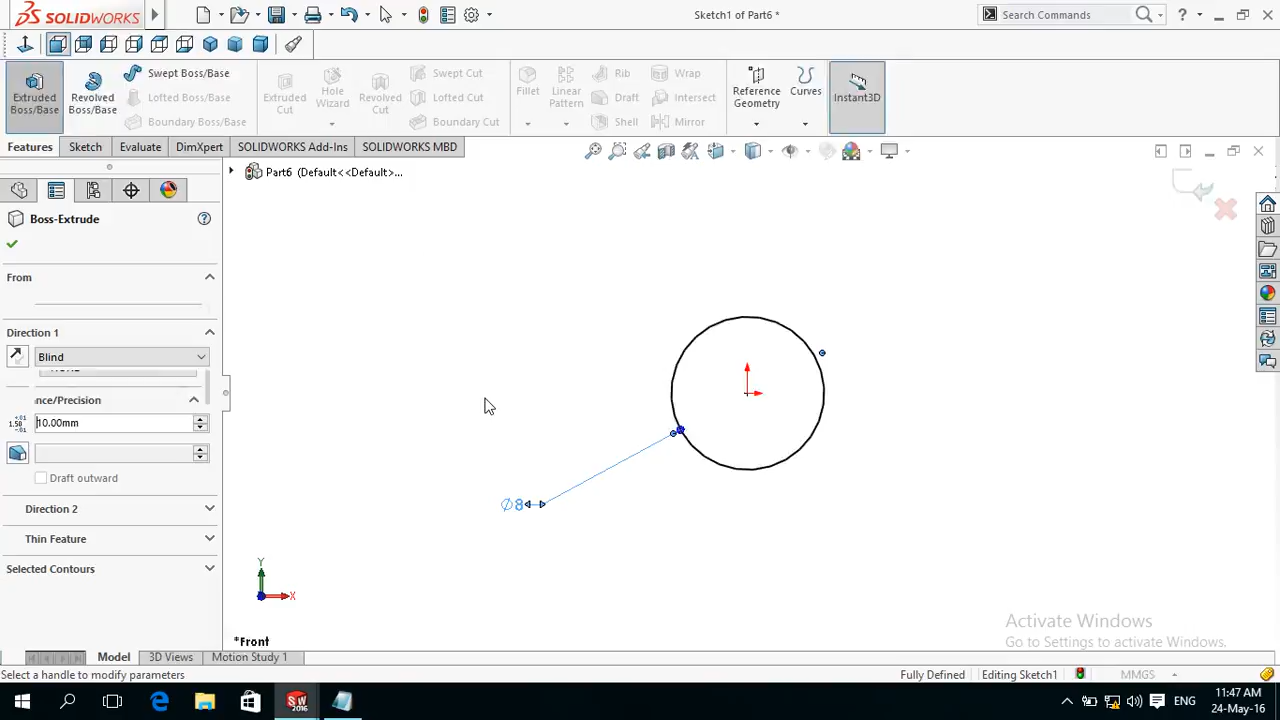 SOLIDWORKS
Sketch1 of Part6 *
Search Commands
Extruded Boss/Base
Revolved Boss/Base
Swept Boss/Base
Lofted Boss/Base
Boundary Boss/Base
Extruded Cut
Hole Wizard
Revolved Cut
Swept Cut
Lofted Cut
Boundary Cut
Fillet
Linear Pattern
Rib
Draft
Shell
Wrap
Intersect
Mirror
Reference Geometry
Curves
Instant3D
Features
Sketch
Evaluate
DimXpert
SOLIDWORKS Add-Ins
SOLIDWORKS MBD
Part6 (Default<<Default>...
Boss-Extrude
From
Direction 1
Blind
ance/Precision
10.00mm
Draft outward
Direction 2
Thin Feature
Selected Contours
∅8
Y
X
*Front
Activate Windows
Go to Settings to activate Windows.
Model
3D Views
Motion Study 1
Select a handle to modify parameters
Fully Defined
Editing Sketch1
MMGS
SW
2016
ENG
11:47 AM
24-May-16